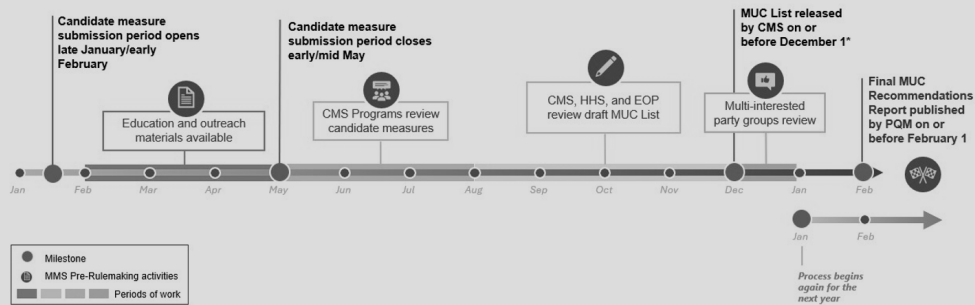 Candidate measure
submission period opens
late January/early
February
Candidate measure
submission period closes
early/mid May
MUC List released
by CMS on or
before December 1*
Final MUC
Recommendations
Report published
by PQM on or
before February 1
Education and outreach
materials available
CMS Programs review
candidate measures
CMS, HHS, and EOP
review draft MUC List
Multi-interested
party groups review
Jan Feb Mar Apr May Jun Jul Aug Sep Oct Nov Dec Jan Feb
Jan Feb
Process begins
again for the
next year
Milestone
MMS Pre-Rulemaking activities
Periods of work